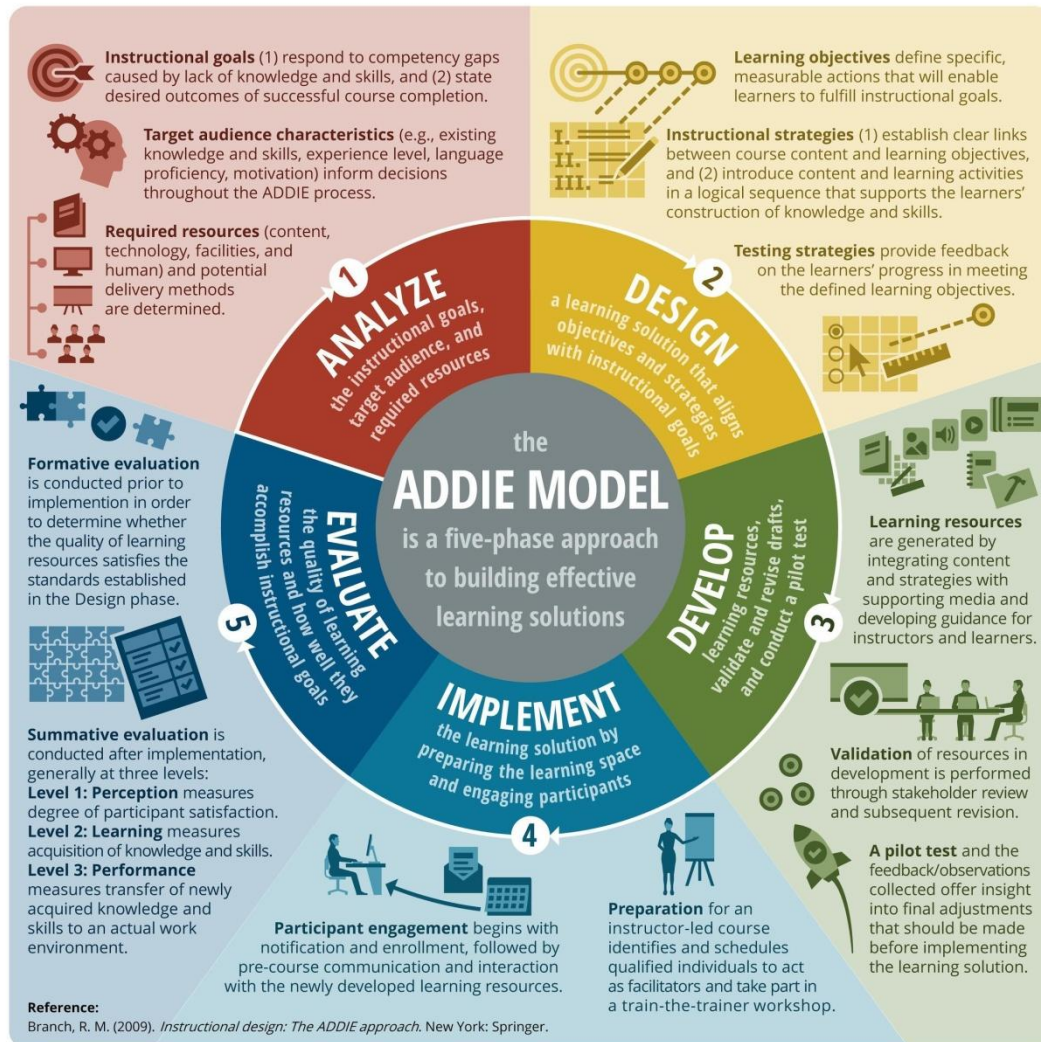 Instructional goals (1) respond to competency gaps
caused by lack of knowledge and skills, and (2) state
desired outcomes of successful course completion.
Target audience characteristics (e.g., existing
knowledge and skills, experience level, language
proficiency, motivation) inform decisions
throughout the ADDIE process.
Required resources (content,
technology, facilities, and
human) and potential
delivery methods
are determined.
1
ANALYZE
the instructional goals,
target audience, and
required resources
Learning objectives define specific,
measurable actions that will enable
learners to fulfill instructional goals.
I.
II.
III.
Instructional strategies (1) establish clear links
between course content and learning objectives,
and (2) introduce content and learning activities
in a logical sequence that supports the learners'
construction of knowledge and skills.
Testing strategies provide feedback
on the learners' progress in meeting
the defined learning objectives.
2
DESIGN
a learning solution that aligns
objectives and strategies
with instructional goals
the
ADDIE MODEL
is a five-phase approach
to building effective
learning solutions
3
DEVELOP
learning resources,
validate and revise drafts,
and conduct a pilot test
Learning resources
are generated by
integrating content
and strategies with
supporting media and
developing guidance for
instructors and learners.
Validation of resources in
development is performed
through stakeholder review
and subsequent revision.
A pilot test and the
feedback/observations
collected offer insight
into final adjustments
that should be made
before implementing
the learning solution.
IMPLEMENT
the learning solution by
preparing the learning space
and engaging participants
4
Participant engagement begins with
notification and enrollment, followed by
pre-course communication and interaction
with the newly developed learning resources.
Preparation for an
instructor-led course
identifies and schedules
qualified individuals to act
as facilitators and take part in
a train-the-trainer workshop.
5
EVALUATE
the quality of learning
resources and how well they
accomplish instructional goals
Formative evaluation
is conducted prior to
implemention in order
to determine whether
the quality of learning
resources satisfies the
standards established
in the Design phase.
Summative evaluation is
conducted after implementation,
generally at three levels:
Level 1: Perception measures
degree of participant satisfaction.
Level 2: Learning measures
acquisition of knowledge and skills.
Level 3: Performance
measures transfer of newly
acquired knowledge and
skills to an actual work
environment.
Reference:
Branch, R. M. (2009). Instructional design: The ADDIE approach. New York: Springer.